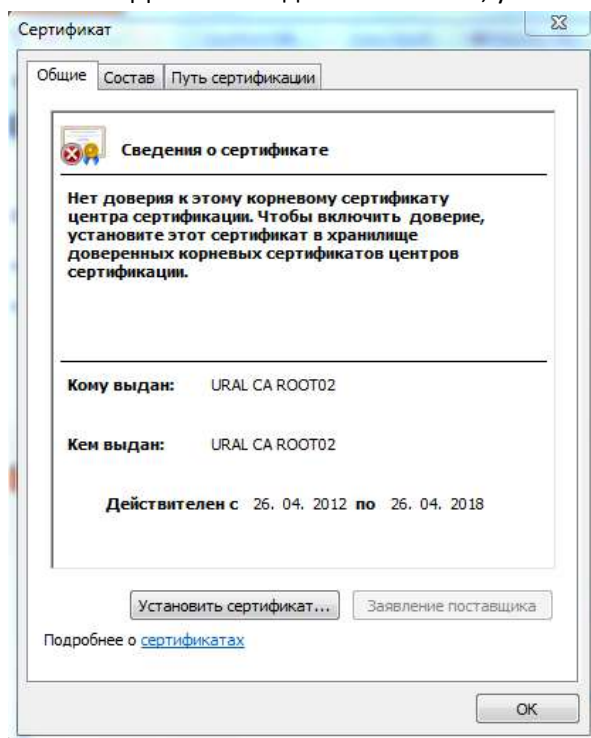 Сертификат
Общие Состав Путь сертификации
Сведения о сертификате
Нет доверия к этому корневому сертификату
центра сертификации. Чтобы включить доверие,
установите этот сертификат в хранилище
доверенных корневых сертификатов центров
сертификации.
Кому выдан: URAL CA ROOT02
Кем выдан: URAL CA ROOT02
Действителен с 26. 04. 2012 по 26. 04. 2018
Установить сертификат... Заявление поставщика
Подробнее о сертификатах
ОК